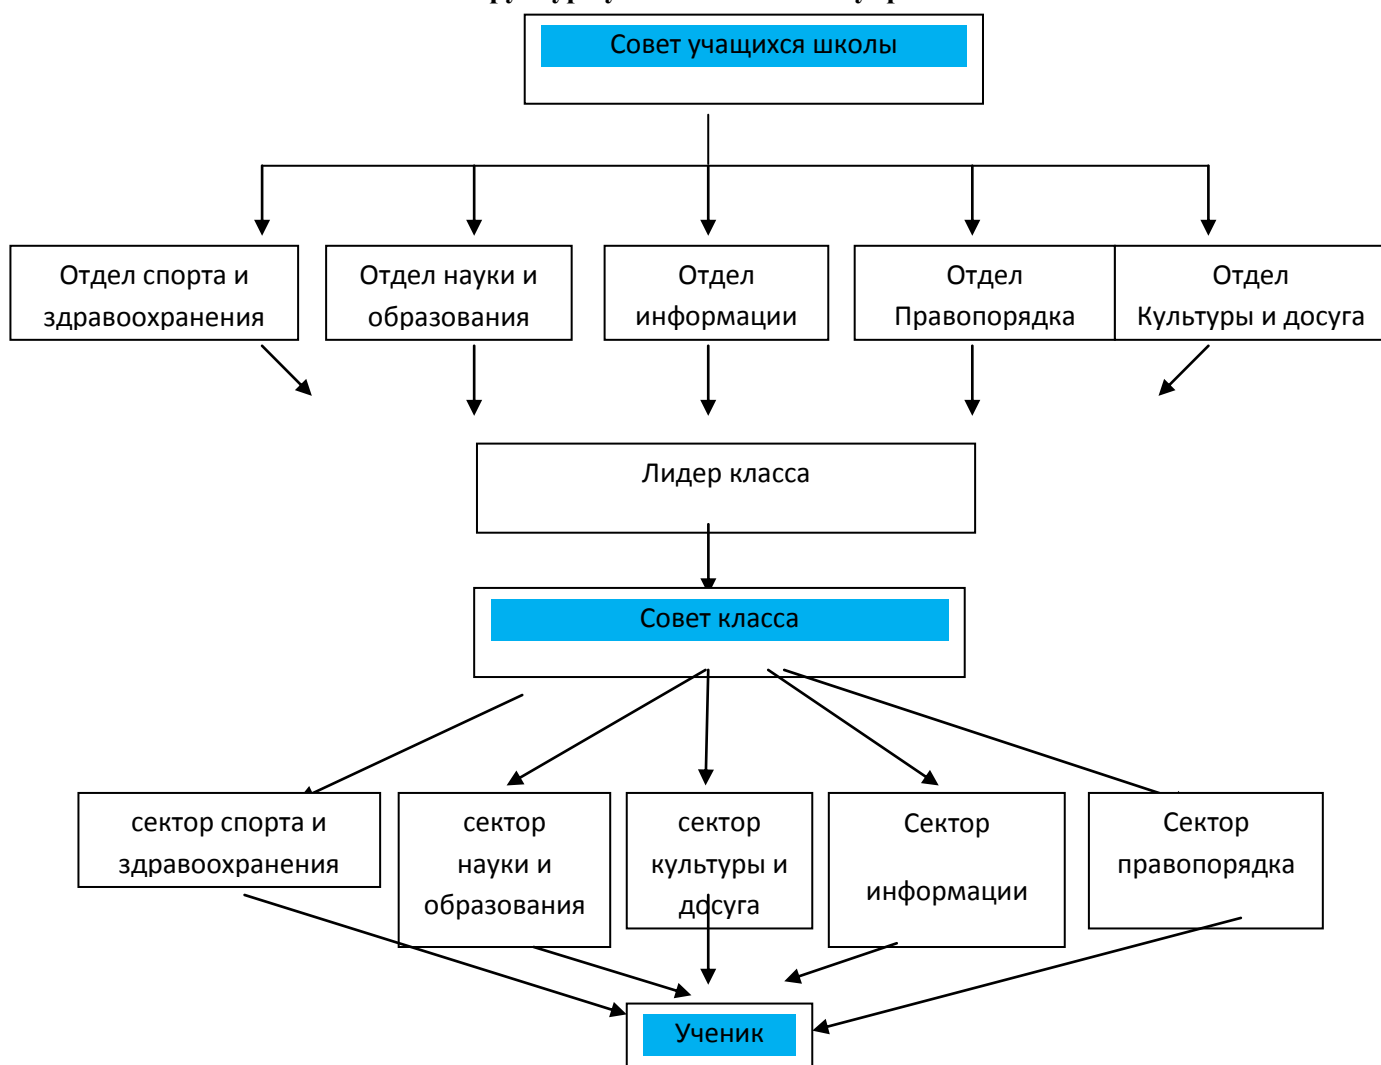 Совет учащихся школы
Отдел спорта и
здравоохранения
Отдел науки и
образования
Отдел
информации
Отдел
Правопорядка
Отдел
Культуры и досуга
Лидер класса
Совет класса
сектор спорта и
здравоохранения
сектор
науки и
образования
сектор
культуры и
досуга
Сектор
информации
Сектор
правопорядка
Ученик